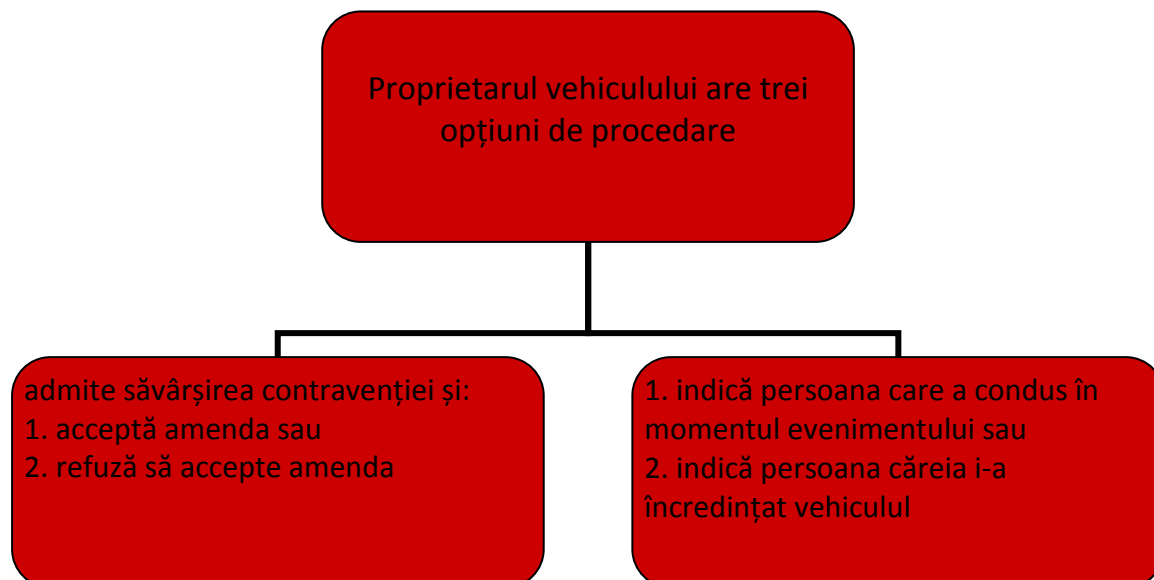 Proprietarul vehiculului are trei
opțiuni de procedare
admite săvârșirea contravenției și:
1. acceptă amenda sau
2. refuză să accepte amenda
1. indică persoana care a condus în
momentul evenimentului sau
2. indică persoana căreia i-a
încredințat vehiculul